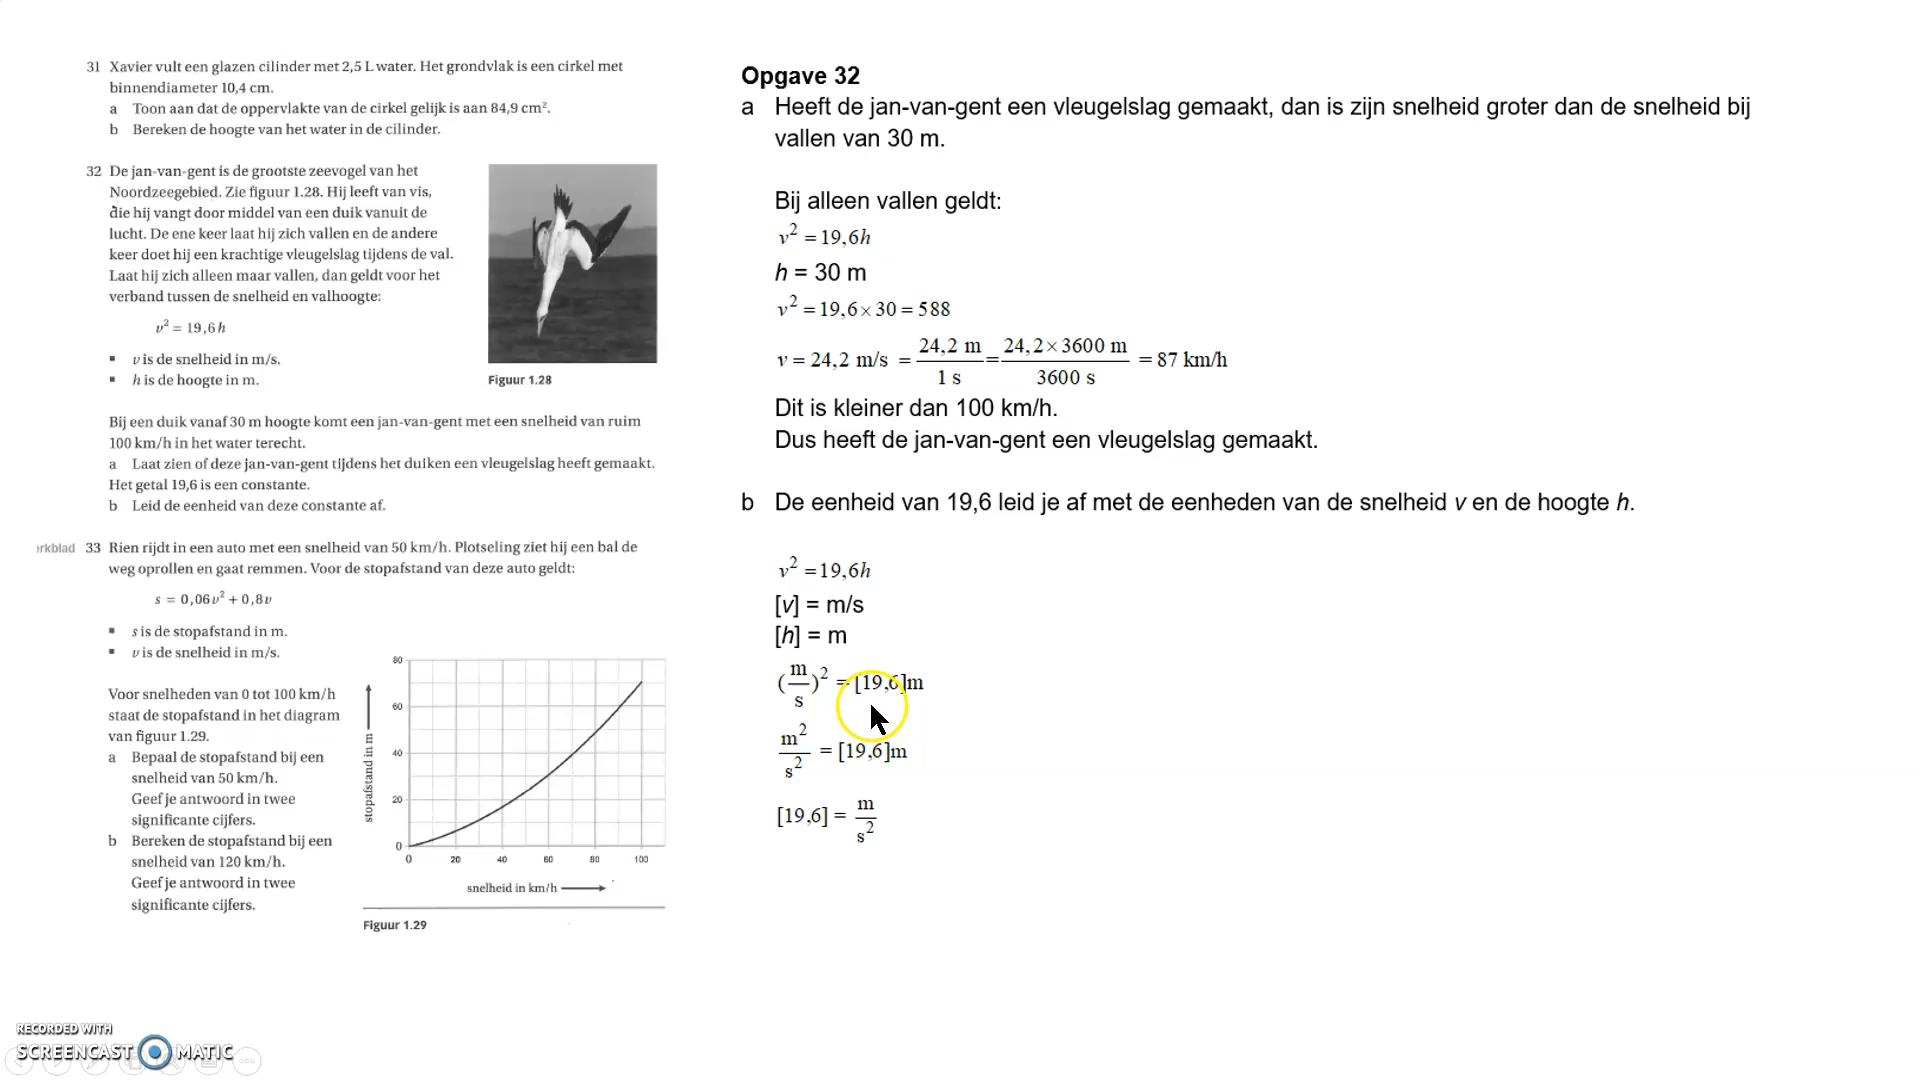 31 Xavier vult een glazen cilinder met 2,5 L water. Het grondvlak is een cirkel met
binnendiameter 10,4 cm.
a Toon aan dat de oppervlakte van de cirkel gelijk is aan 84,9 cm².
b Bereken de hoogte van het water in de cilinder.
32 De jan-van-gent is de grootste zeevogel van het
Noordzeegebied. Zie figuur 1.28. Hij leeft van vis,
die hij vangt door middel van een duik vanuit de
lucht. De ene keer laat hij zich vallen en de andere
keer doet hij een krachtige vleugelslag tijdens de val.
Laat hij zich alleen maar vallen, dan geldt voor het
verband tussen de snelheid en valhoogte:
v² = 19,6 h
▪ v is de snelheid in m/s.
▪ h is de hoogte in m.
Figuur 1.28
Bij een duik vanaf 30 m hoogte komt een jan-van-gent met een snelheid van ruim
100 km/h in het water terecht.
a Laat zien of deze jan-van-gent tijdens het duiken een vleugelslag heeft gemaakt.
Het getal 19,6 is een constante.
b Leid de eenheid van deze constante af.
rkblad 33 Rien rijdt in een auto met een snelheid van 50 km/h. Plotseling ziet hij een bal de
weg oprollen en gaat remmen. Voor de stopafstand van deze auto geldt:
s = 0,06v² + 0,8v
▪ s is de stopafstand in m.
▪ v is de snelheid in m/s.
Voor snelheden van 0 tot 100 km/h
staat de stopafstand in het diagram
van figuur 1.29.
a Bepaal de stopafstand bij een
snelheid van 50 km/h.
Geef je antwoord in twee
significante cijfers.
b Bereken de stopafstand bij een
snelheid van 120 km/h.
Geef je antwoord in twee
significante cijfers.
stopafstand in m
80
60
40
20
0
0 20 40 60 80 100
snelheid in km/h
Figuur 1.29
Opgave 32
a Heeft de jan-van-gent een vleugelslag gemaakt, dan is zijn snelheid groter dan de snelheid bij
vallen van 30 m.
Bij alleen vallen geldt:
v² = 19,6h
h = 30 m
v² = 19,6 × 30 = 588
v = 24,2 m/s = 24,2 m / 1 s = 24,2 × 3600 m / 3600 s = 87 km/h
Dit is kleiner dan 100 km/h.
Dus heeft de jan-van-gent een vleugelslag gemaakt.
b De eenheid van 19,6 leid je af met de eenheden van de snelheid v en de hoogte h.
v² = 19,6h
[v] = m/s
[h] = m
(m/s)² = [19,6]m
m²/s² = [19,6]m
[19,6] = m/s²
RECORDED WITH
SCREENCAST MATIC